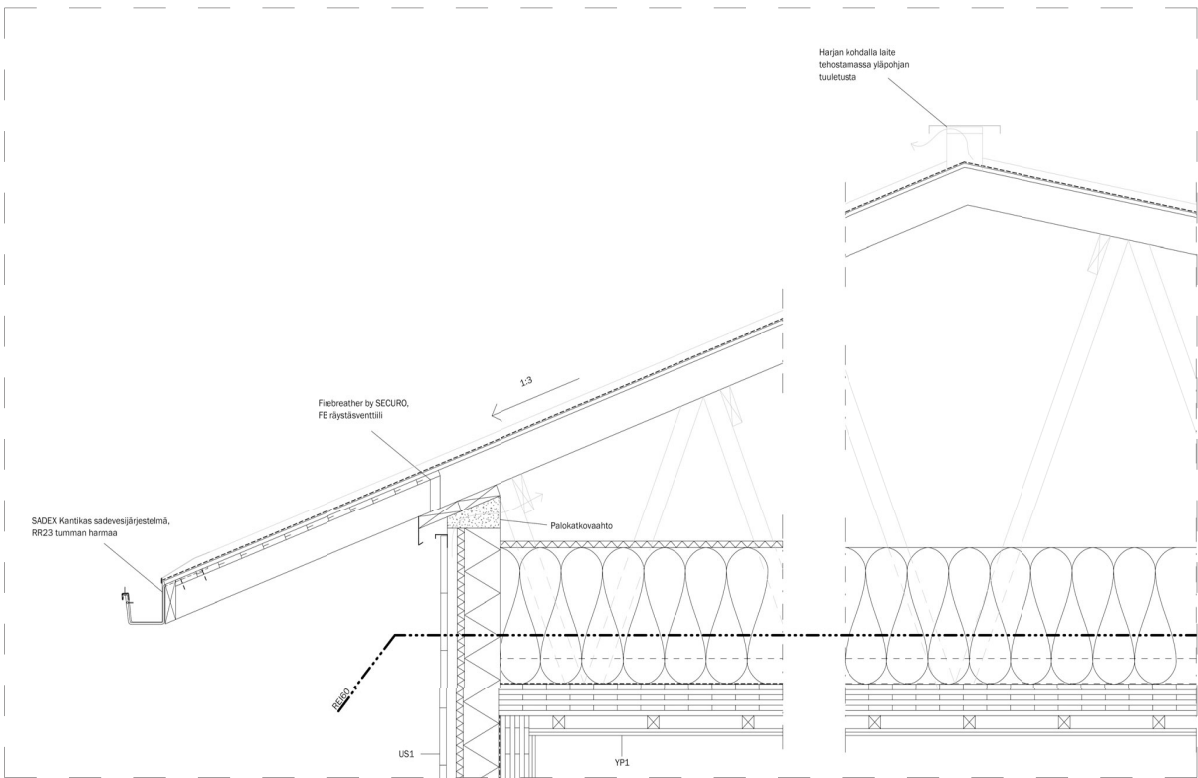 Harjan kohdalla laite
tehostamassa yläpohjan
tuuletusta
1:3
Firebreather by SECURO,
FE räystäsventtiili
SADEX Kantikas sadevesijärjestelmä,
RR23 tumman harmaa
Palokatkovaahto
REI60
US1
YP1